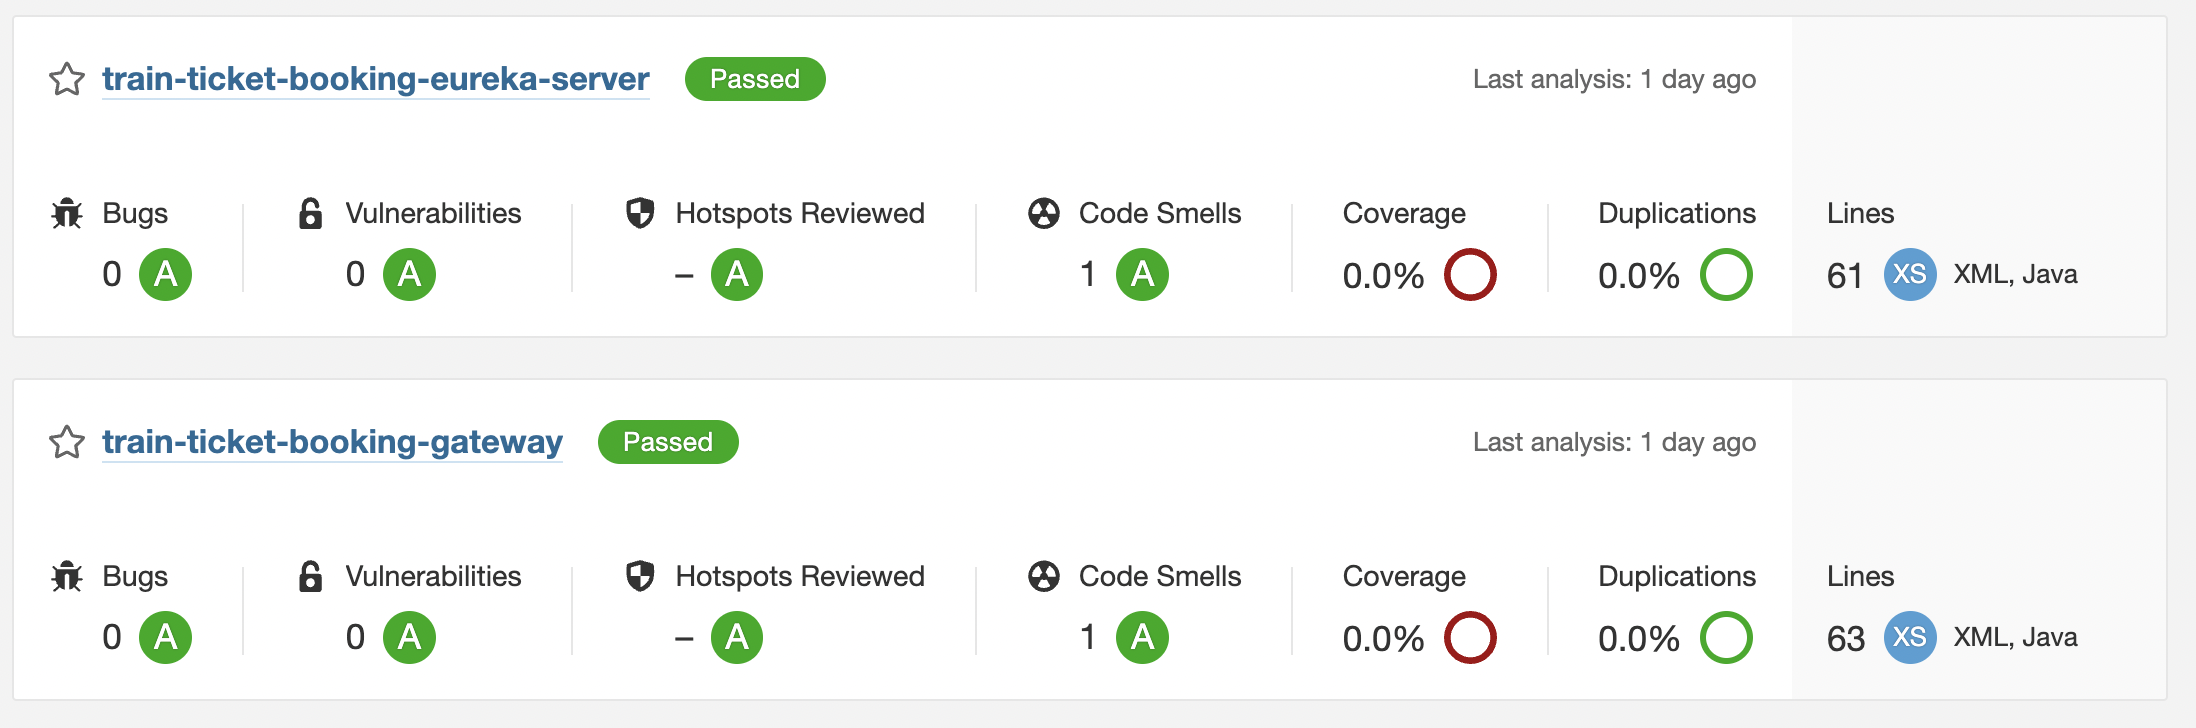 train-ticket-booking-eureka-server Passed Last analysis: 1 day ago
Bugs Vulnerabilities Hotspots Reviewed Code Smells Coverage Duplications Lines
0 A 0 A – A 1 A 0.0% 0.0% 61 XS XML, Java
train-ticket-booking-gateway Passed Last analysis: 1 day ago
Bugs Vulnerabilities Hotspots Reviewed Code Smells Coverage Duplications Lines
0 A 0 A – A 1 A 0.0% 0.0% 63 XS XML, Java